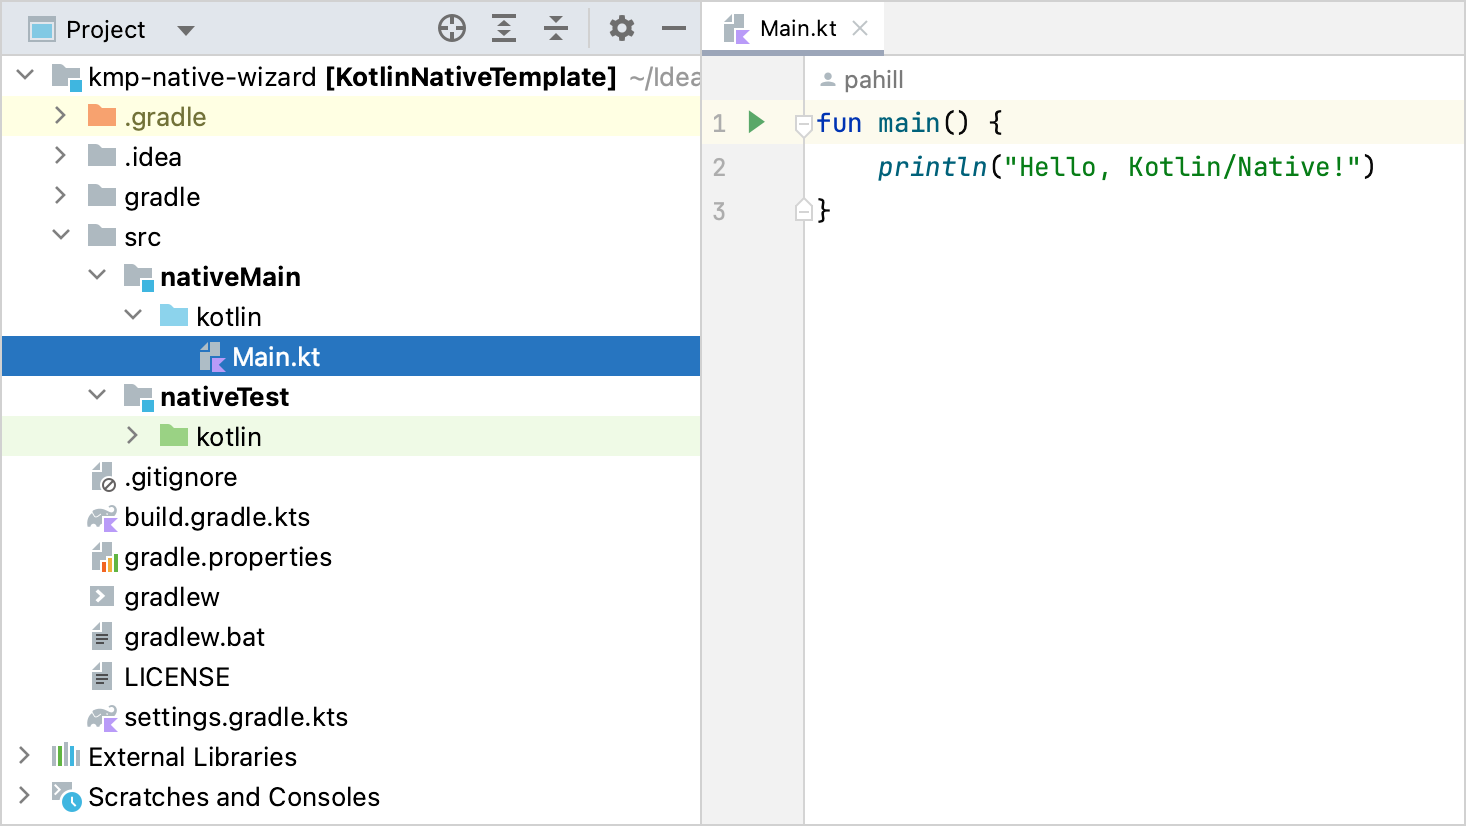 Project
kmp-native-wizard [KotlinNativeTemplate] ~/Idea
.gradle
.idea
gradle
src
nativeMain
kotlin
Main.kt
nativeTest
kotlin
.gitignore
build.gradle.kts
gradle.properties
gradlew
gradlew.bat
LICENSE
settings.gradle.kts
External Libraries
Scratches and Consoles
Main.kt
pahill
1 fun main() {
2 println("Hello, Kotlin/Native!")
3 }